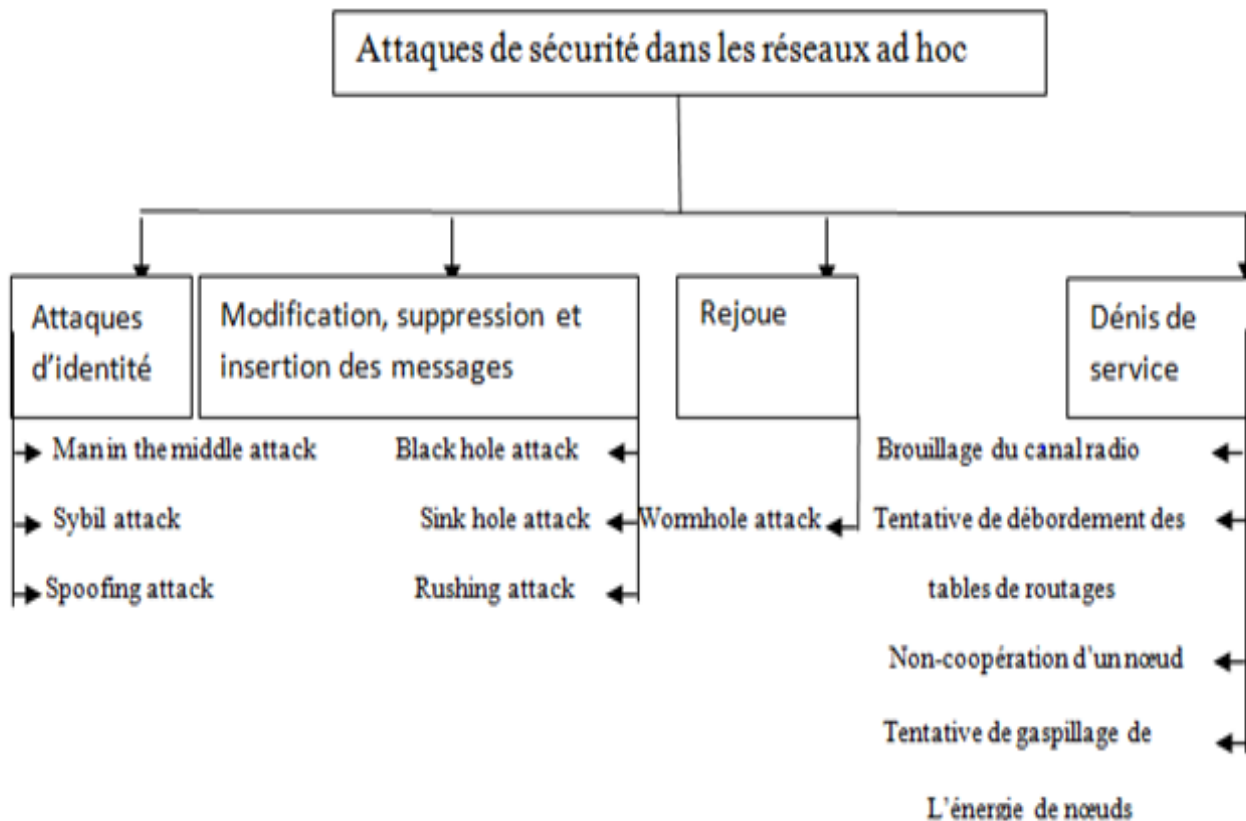 Attaques de sécurité dans les réseaux ad hoc
Attaques
d'identité
Man in the middle attack
Sybil attack
Spoofing attack
Modification, suppression et
insertion des messages
Black hole attack
Sink hole attack
Rushing attack
Rejoue
Wormhole attack
Dénis de
service
Brouillage du canal radio
Tentative de débordement des
tables de routages
Non-coopération d'un nœud
Tentative de gaspillage de
L'énergie de nœuds